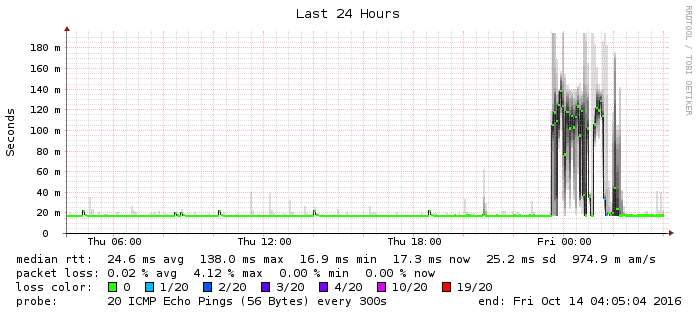 Last 24 Hours
RRDTOOL / TOBI OETIKER
Seconds
180 m
160 m
140 m
120 m
100 m
80 m
60 m
40 m
20 m
0
Thu 06:00 Thu 12:00 Thu 18:00 Fri 00:00
median rtt: 24.6 ms avg 138.0 ms max 16.9 ms min 17.3 ms now 25.2 ms sd 974.9 m am/s
packet loss: 0.02 % avg 4.12 % max 0.00 % min 0.00 % now
loss color: 0 1/20 2/20 3/20 4/20 10/20 19/20
probe: 20 ICMP Echo Pings (56 Bytes) every 300s end: Fri Oct 14 04:05:04 2016